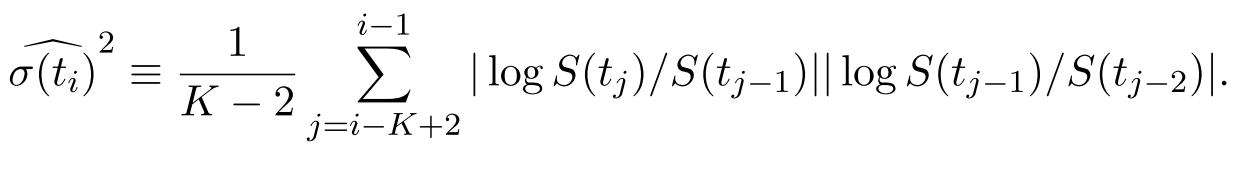 $\widehat{\sigma(t_i)}^2 \equiv \frac{1}{K-2} \sum_{j=i-K+2}^{i-1} |\log S(t_j)/S(t_{j-1})||\log S(t_{j-1})/S(t_{j-2})|.$